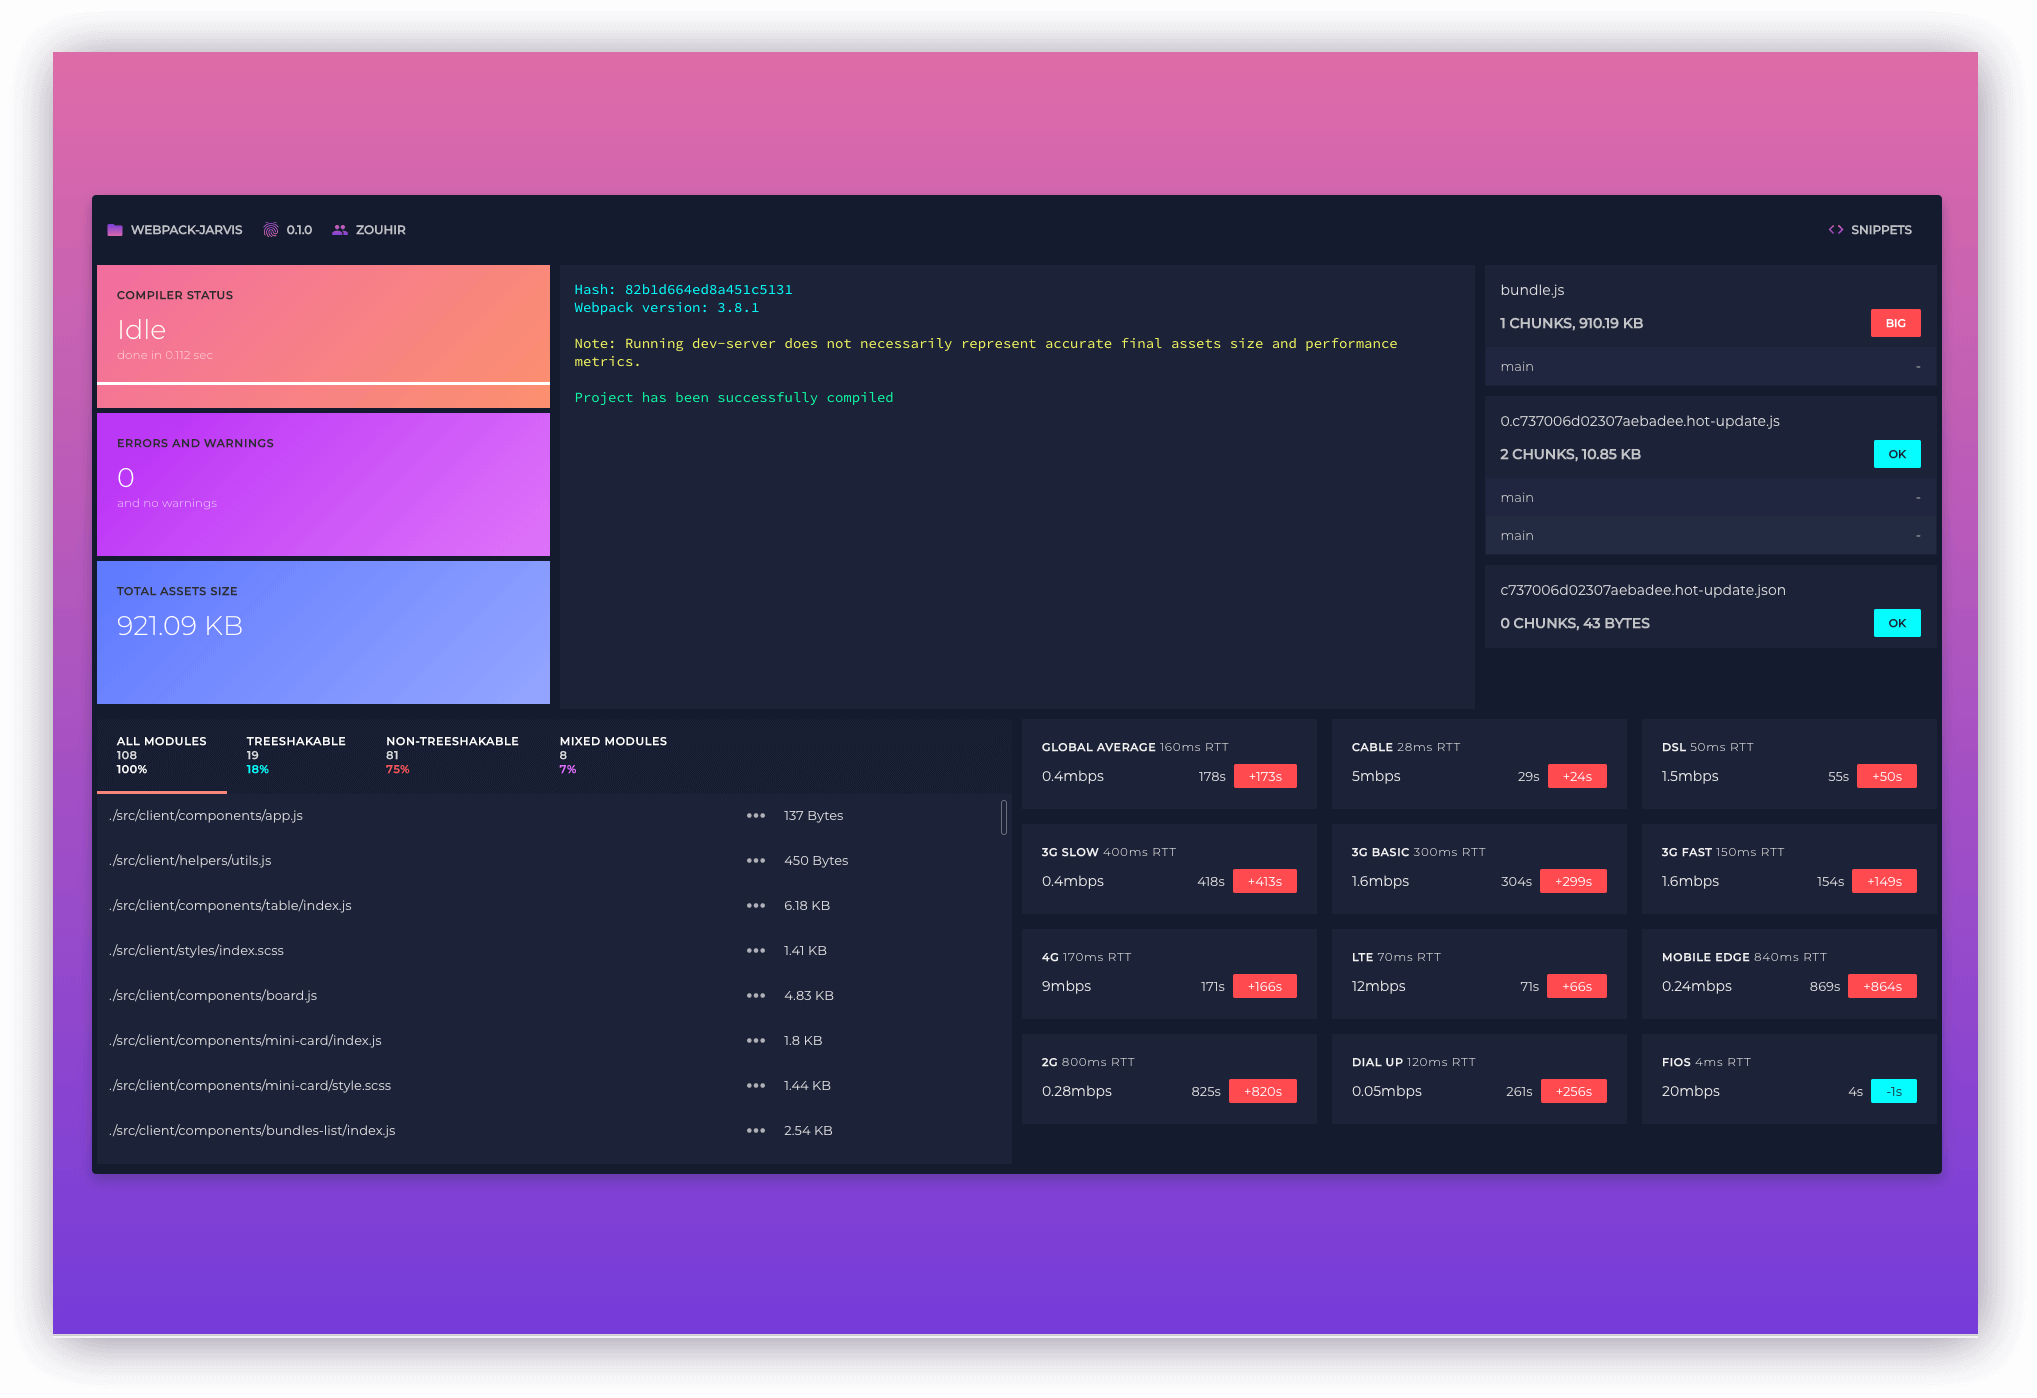 WEBPACK-JARVIS 0.1.0 ZOUHIR
SNIPPETS
COMPILER STATUS
Idle
done in 0.112 sec
ERRORS AND WARNINGS
0
and no warnings
TOTAL ASSETS SIZE
921.09 KB
Hash: 82b1d664ed8a451c5131
Webpack version: 3.8.1
Note: Running dev-server does not necessarily represent accurate final assets size and performance
metrics.
Project has been successfully compiled
bundle.js
1 CHUNKS, 910.19 KB BIG
main -
0.c737006d02307aebadee.hot-update.js
2 CHUNKS, 10.85 KB OK
main -
main -
c737006d02307aebadee.hot-update.json
0 CHUNKS, 43 BYTES OK
ALL MODULES
108
100%
TREESHAKABLE
19
18%
NON-TREESHAKABLE
81
75%
MIXED MODULES
8
7%
./src/client/components/app.js ••• 137 Bytes
./src/client/helpers/utils.js ••• 450 Bytes
./src/client/components/table/index.js ••• 6.18 KB
./src/client/styles/index.scss ••• 1.41 KB
./src/client/components/board.js ••• 4.83 KB
./src/client/components/mini-card/index.js ••• 1.8 KB
./src/client/components/mini-card/style.scss ••• 1.44 KB
./src/client/components/bundles-list/index.js ••• 2.54 KB
GLOBAL AVERAGE 160ms RTT
0.4mbps 178s +173s
CABLE 28ms RTT
5mbps 29s +24s
DSL 50ms RTT
1.5mbps 55s +50s
3G SLOW 400ms RTT
0.4mbps 418s +413s
3G BASIC 300ms RTT
1.6mbps 304s +299s
3G FAST 150ms RTT
1.6mbps 154s +149s
4G 170ms RTT
9mbps 171s +166s
LTE 70ms RTT
12mbps 71s +66s
MOBILE EDGE 840ms RTT
0.24mbps 869s +864s
2G 800ms RTT
0.28mbps 825s +820s
DIAL UP 120ms RTT
0.05mbps 261s +256s
FIOS 4ms RTT
20mbps 4s -1s